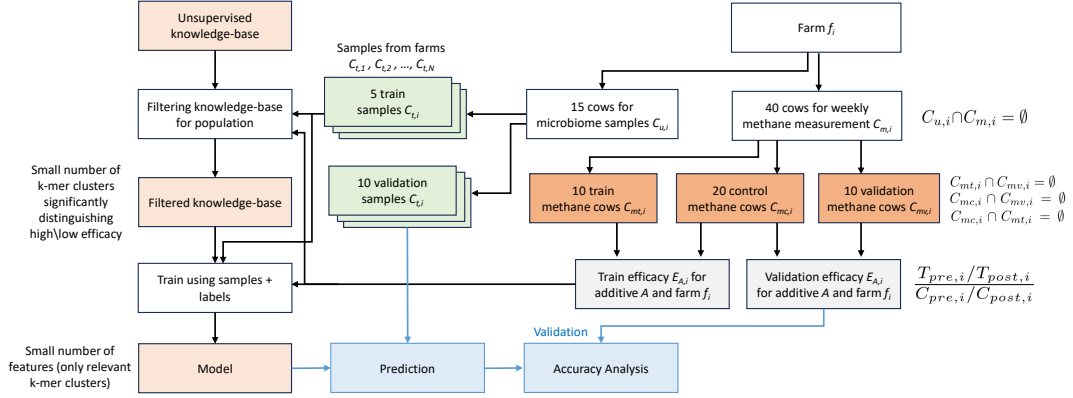 Unsupervised
knowledge-base
Farm f_i
Samples from farms
C_{t,1} , C_{t,2} , ..., C_{t,N}
Filtering knowledge-base
for population
5 train
samples C_{t,i}
15 cows for
microbiome samples C_{u,i}
40 cows for weekly
methane measurement C_{m,i}
C_{u,i} ∩ C_{m,i} = ∅
Small number of
k-mer clusters
significantly
distinguishing
high\low efficacy
Filtered knowledge-base
10 validation
samples C_{t,i}
10 train
methane cows C_{mt,i}
20 control
methane cows C_{mc,i}
10 validation
methane cows C_{mv,i}
C_{mt,i} ∩ C_{mv,i} = ∅
C_{mc,i} ∩ C_{mv,i} = ∅
C_{mc,i} ∩ C_{mt,i} = ∅
Train using samples +
labels
Train efficacy E_{A,i} for
additive A and farm f_i
Validation efficacy E_{A,i}
for additive A and farm f_i
T_{pre,i}/T_{post,i}
C_{pre,i}/C_{post,i}
Validation
Small number of
features (only relevant
k-mer clusters)
Model
Prediction
Accuracy Analysis